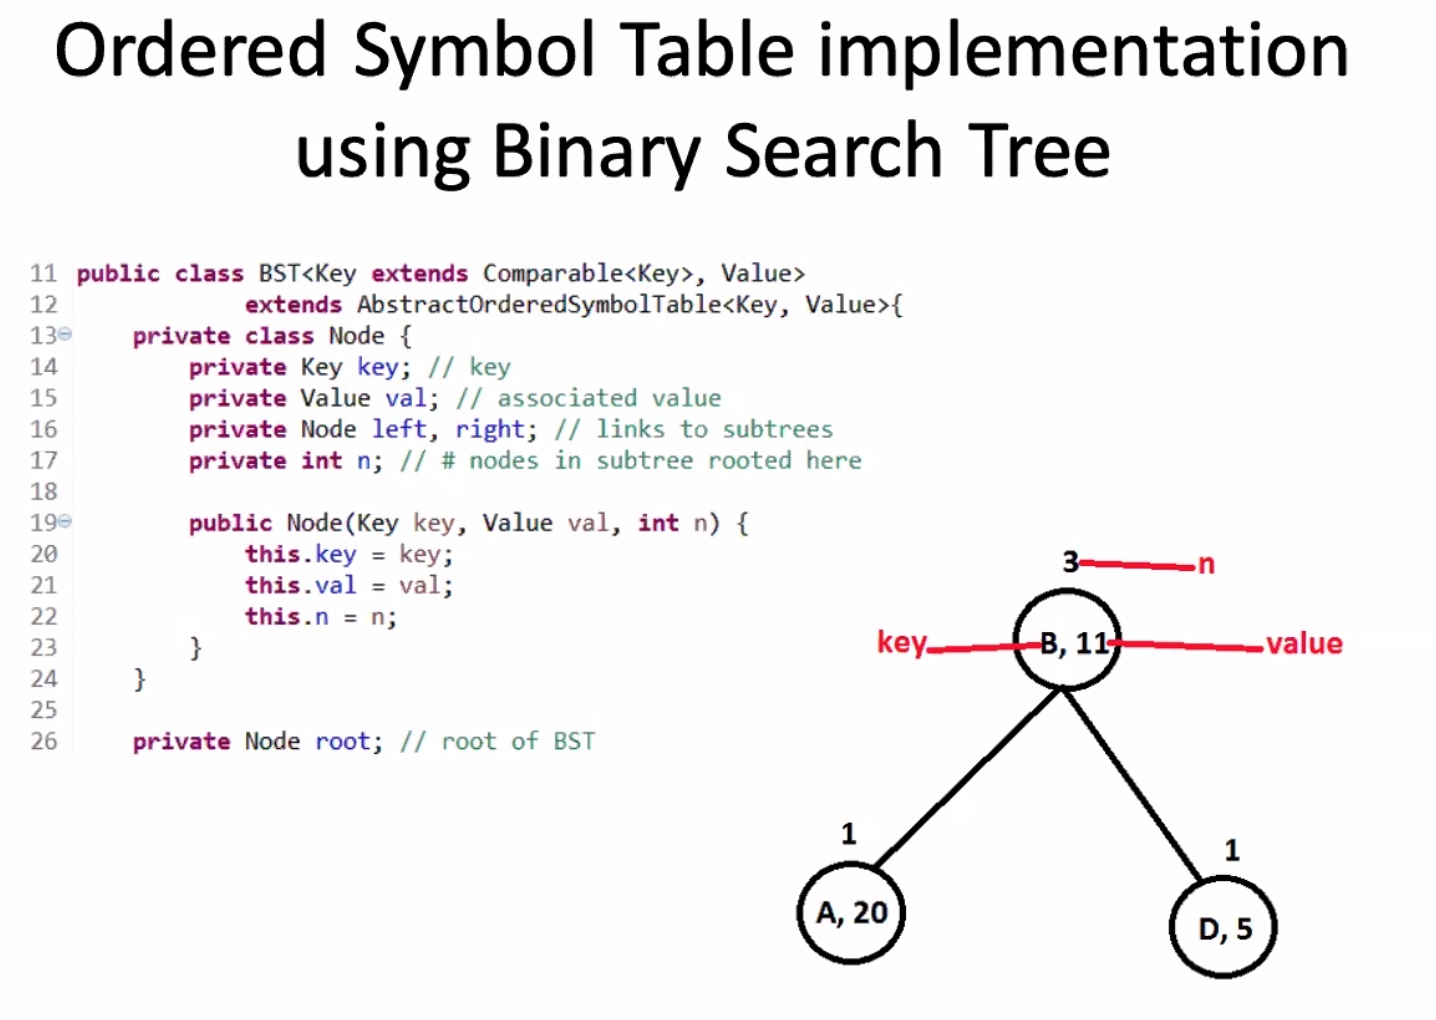 Ordered Symbol Table implementation
using Binary Search Tree
11 public class BST<Key extends Comparable<Key>, Value>
12 extends AbstractOrderedSymbolTable<Key, Value>{
13 private class Node {
14 private Key key; // key
15 private Value val; // associated value
16 private Node left, right; // links to subtrees
17 private int n; // # nodes in subtree rooted here
18
19 public Node(Key key, Value val, int n) {
20 this.key = key;
21 this.val = val;
22 this.n = n;
23 }
24 }
25
26 private Node root; // root of BST
3 n
key B, 11 value
1
1
A, 20
D, 5